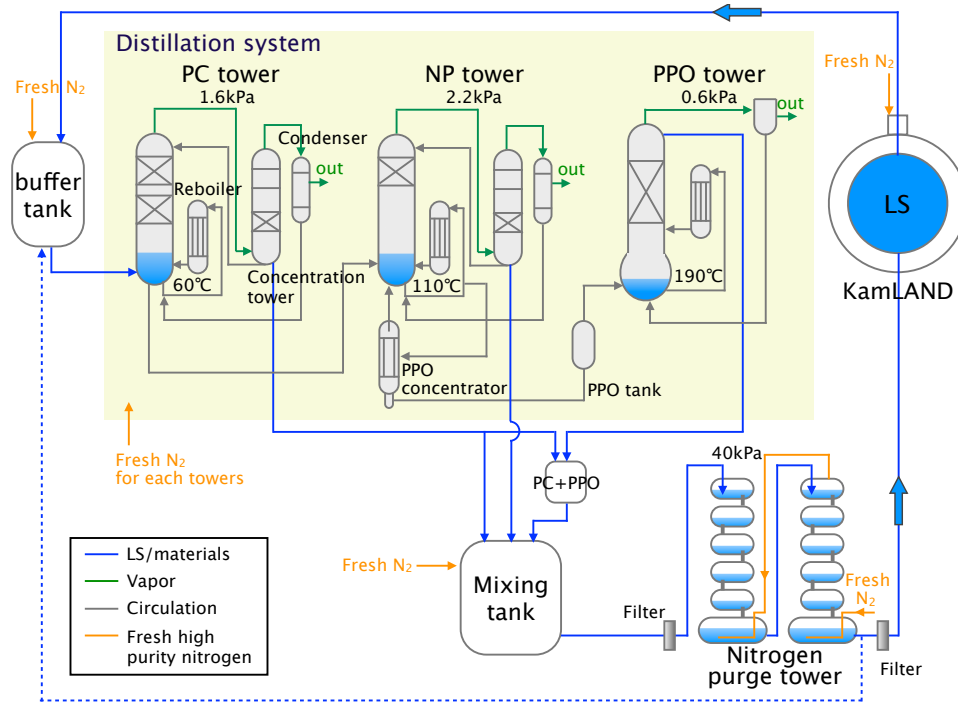 Distillation system
PC tower
1.6kPa
NP tower
2.2kPa
PPO tower
0.6kPa
Fresh N2
Fresh N2
buffer
tank
Condenser
out
out
out
Reboiler
LS
KamLAND
Concentration
tower
60℃
110℃
190℃
PPO
concentrator
PPO tank
Fresh N2
for each towers
PC+PPO
40kPa
LS/materials
Vapor
Circulation
Fresh high
purity nitrogen
Fresh N2
Mixing
tank
Filter
Fresh
N2
Nitrogen
purge tower
Filter